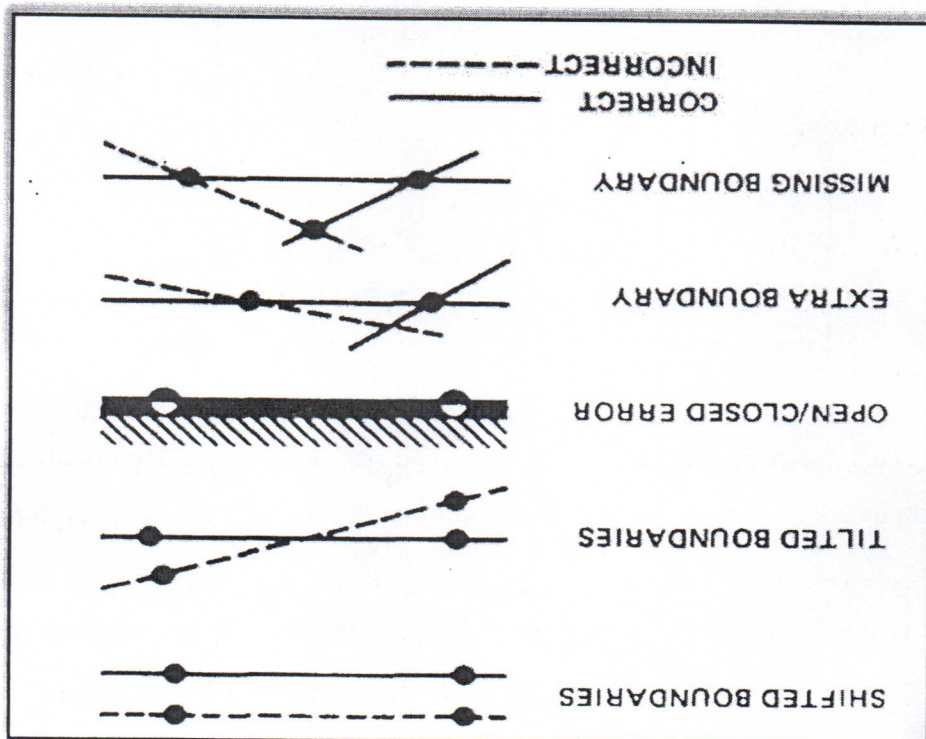 SHIFTED BOUNDARIES
TILTED BOUNDARIES
OPEN/CLOSED ERROR
EXTRA BOUNDARY
MISSING BOUNDARY
CORRECT
INCORRECT